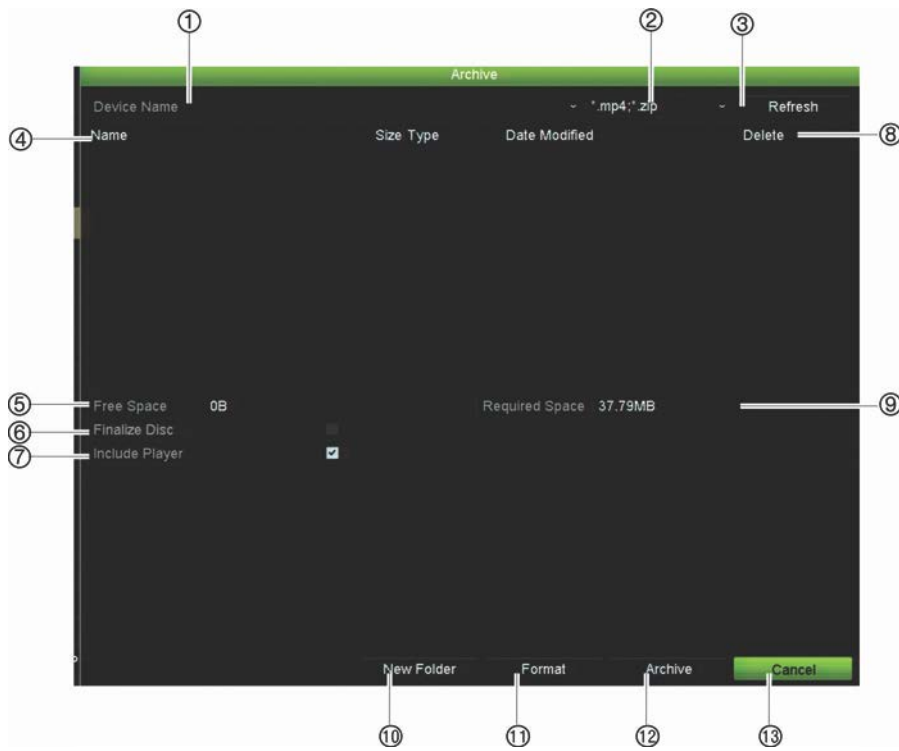 ① ② ③
Archive
Device Name *.mp4;*.zip Refresh
④ Name Size Type Date Modified Delete ⑧
⑤ Free Space 0B Required Space 37.79MB ⑨
⑥ Finalize Disc
⑦ Include Player
New Folder Format Archive Cancel
⑩ ⑪ ⑫ ⑬